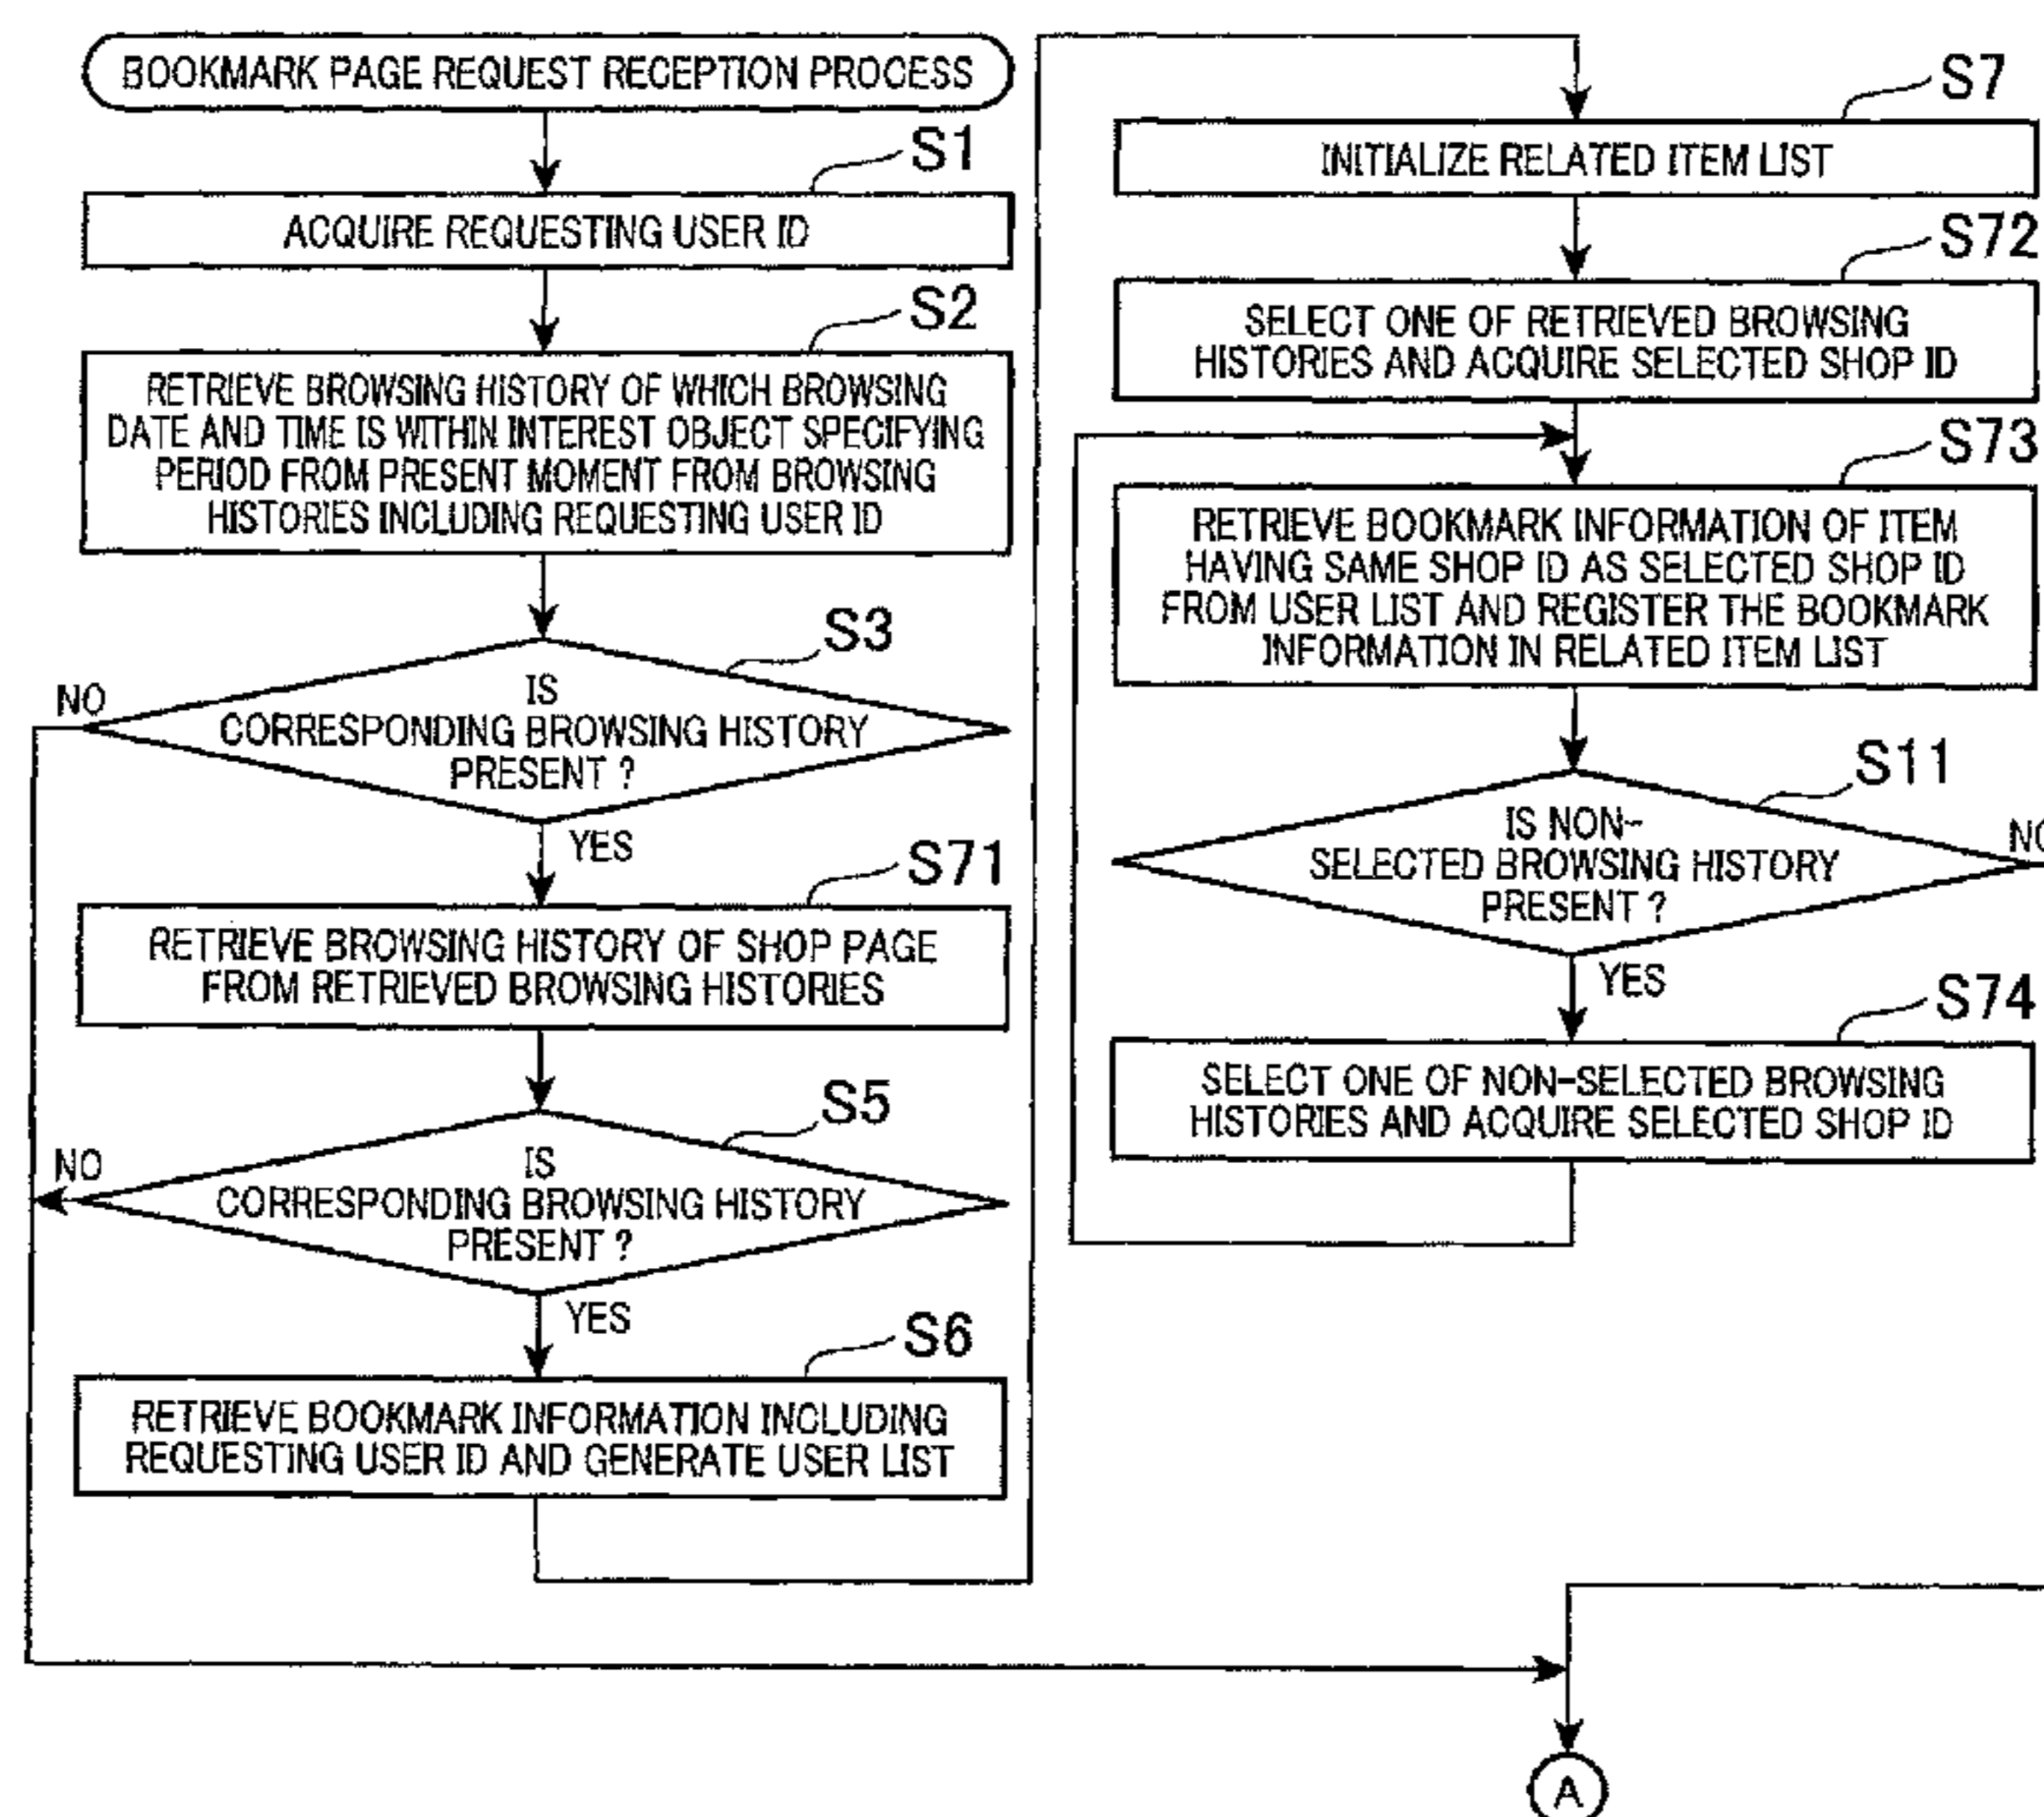 BOOKMARK PAGE REQUEST RECEPTION PROCESS
S1
ACQUIRE REQUESTING USER ID
S2
RETRIEVE BROWSING HISTORY OF WHICH BROWSING
DATE AND TIME IS WITHIN INTEREST OBJECT SPECIFYING
PERIOD FROM PRESENT MOMENT FROM BROWSING
HISTORIES INCLUDING REQUESTING USER ID
S3
NO
IS
CORRESPONDING BROWSING HISTORY
PRESENT ?
YES
S71
RETRIEVE BROWSING HISTORY OF SHOP PAGE
FROM RETRIEVED BROWSING HISTORIES
S5
NO
IS
CORRESPONDING BROWSING HISTORY
PRESENT ?
YES
S6
RETRIEVE BOOKMARK INFORMATION INCLUDING
REQUESTING USER ID AND GENERATE USER LIST
S7
INITIALIZE RELATED ITEM LIST
S72
SELECT ONE OF RETRIEVED BROWSING
HISTORIES AND ACQUIRE SELECTED SHOP ID
S73
RETRIEVE BOOKMARK INFORMATION OF ITEM
HAVING SAME SHOP ID AS SELECTED SHOP ID
FROM USER LIST AND REGISTER THE BOOKMARK
INFORMATION IN RELATED ITEM LIST
S11
IS NON-
SELECTED BROWSING HISTORY
PRESENT ?
NO
YES
S74
SELECT ONE OF NON-SELECTED BROWSING
HISTORIES AND ACQUIRE SELECTED SHOP ID
A